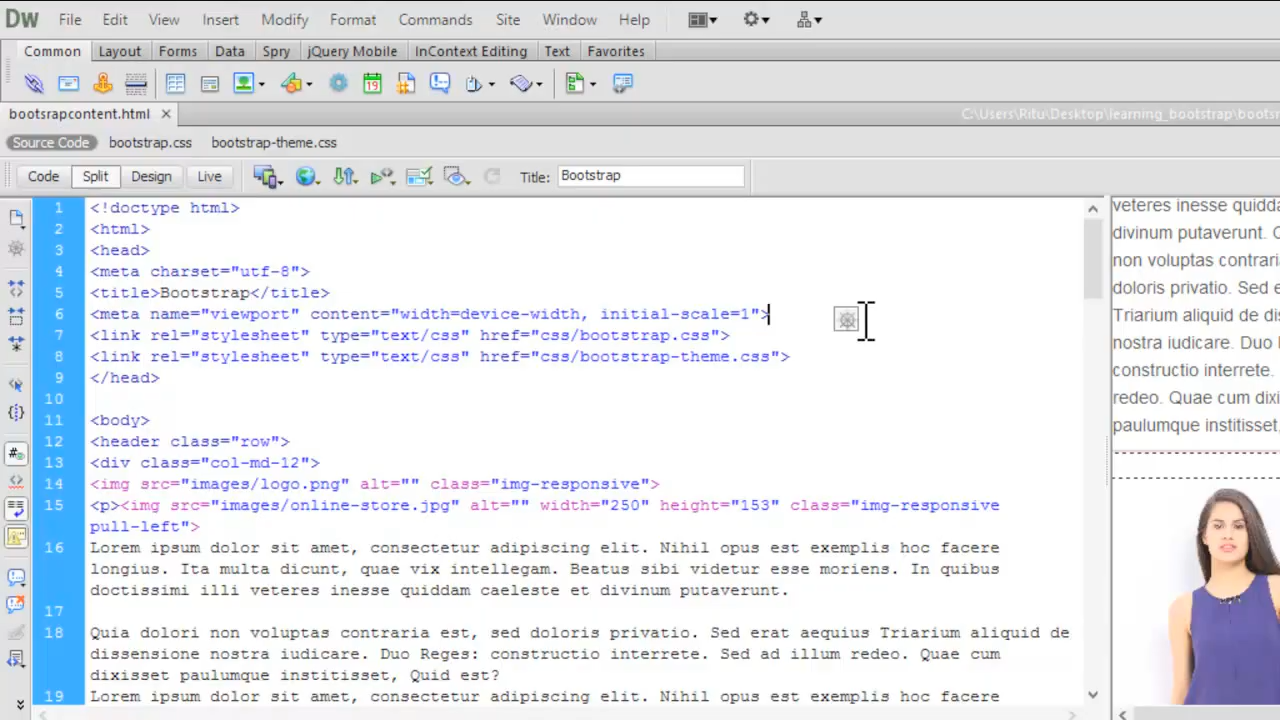 Dw File Edit View Insert Modify Format Commands Site Window Help
Common Layout Forms Data Spry jQuery Mobile InContext Editing Text Favorites
19
bootsrapcontent.html × C:\Users\Ritu\Desktop\learning_bootstrap\bootsr
Source Code bootstrap.css bootstrap-theme.css
Code Split Design Live Title: Bootstrap
1 <!doctype html>
2 <html>
3 <head>
4 <meta charset="utf-8">
5 <title>Bootstrap</title>
6 <meta name="viewport" content="width=device-width, initial-scale=1">
7 <link rel="stylesheet" type="text/css" href="css/bootstrap.css">
8 <link rel="stylesheet" type="text/css" href="css/bootstrap-theme.css">
9 </head>
10
11 <body>
12 <header class="row">
13 <div class="col-md-12">
14 <img src="images/logo.png" alt="" class="img-responsive">
15 <p><img src="images/online-store.jpg" alt="" width="250" height="153" class="img-responsive
pull-left">
16 Lorem ipsum dolor sit amet, consectetur adipiscing elit. Nihil opus est exemplis hoc facere
longius. Ita multa dicunt, quae vix intellegam. Beatus sibi videtur esse moriens. In quibus
doctissimi illi veteres inesse quiddam caeleste et divinum putaverunt.
17
18 Quia dolori non voluptas contraria est, sed doloris privatio. Sed erat aequius Triarium aliquid de
dissensione nostra iudicare. Duo Reges: constructio interrete. Sed ad illum redeo. Quae cum
dixisset paulumque institisset, Quid est?
19 Lorem ipsum dolor sit amet, consectetur adipiscing elit. Nihil opus est exemplis hoc facere
veteres inesse quidda
divinum putaverunt. Q
non voluptas contraria
doloris privatio. Sed e
Triarium aliquid de dis
nostra iudicare. Duo R
constructio interrete. S
redeo. Quae cum dixi
paulumque institisset,